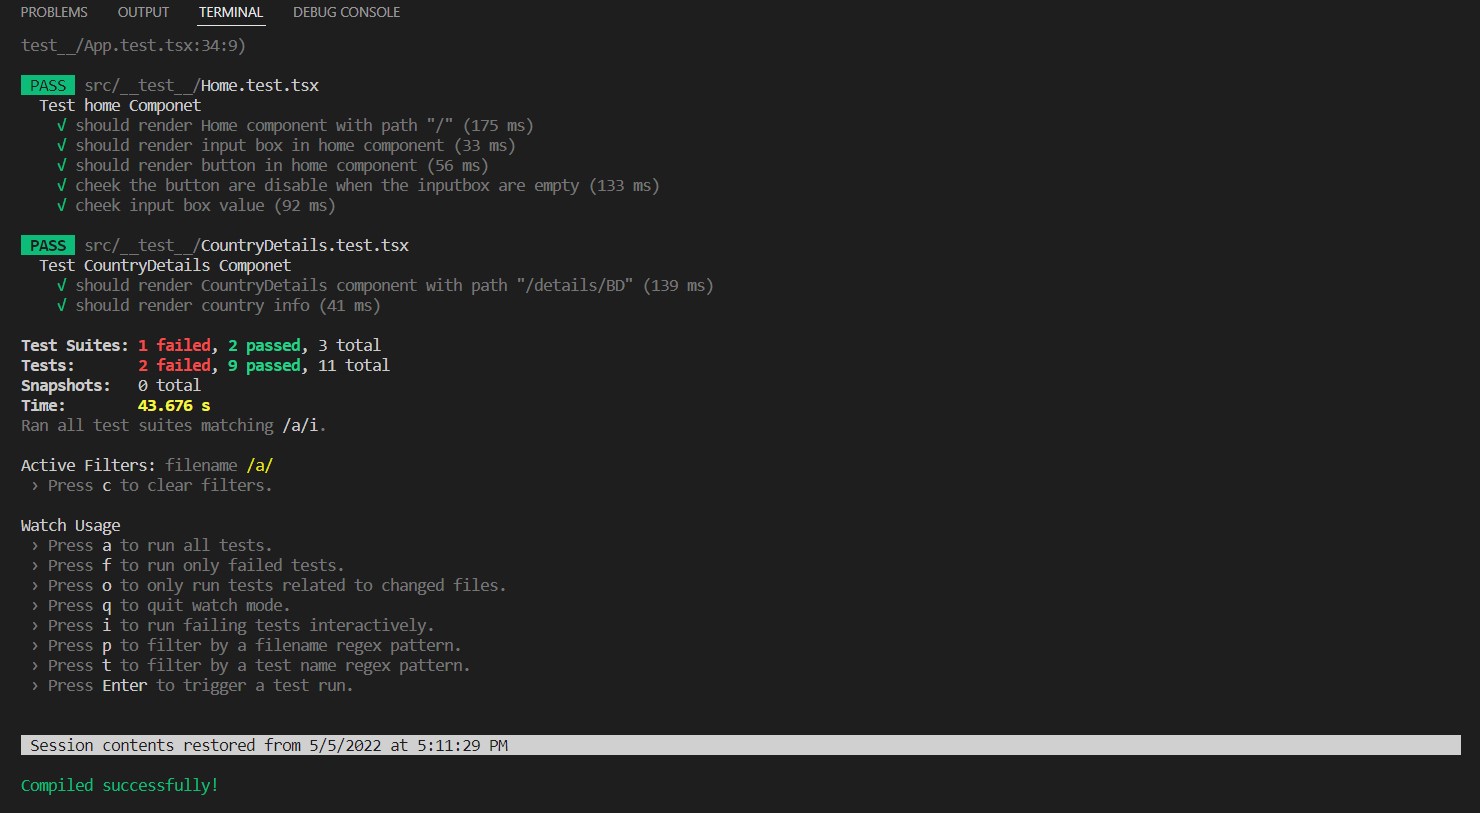 PROBLEMS OUTPUT TERMINAL DEBUG CONSOLE
test__/App.test.tsx:34:9)
PASS src/__test__/Home.test.tsx
Test home Componet
√ should render Home component with path "/" (175 ms)
√ should render input box in home component (33 ms)
√ should render button in home component (56 ms)
√ cheek the button are disable when the inputbox are empty (133 ms)
√ cheek input box value (92 ms)
PASS src/__test__/CountryDetails.test.tsx
Test CountryDetails Componet
√ should render CountryDetails component with path "/details/BD" (139 ms)
√ should render country info (41 ms)
Test Suites: 1 failed, 2 passed, 3 total
Tests: 2 failed, 9 passed, 11 total
Snapshots: 0 total
Time: 43.676 s
Ran all test suites matching /a/i.
Active Filters: filename /a/
› Press c to clear filters.
Watch Usage
› Press a to run all tests.
› Press f to run only failed tests.
› Press o to only run tests related to changed files.
› Press q to quit watch mode.
› Press i to run failing tests interactively.
› Press p to filter by a filename regex pattern.
› Press t to filter by a test name regex pattern.
› Press Enter to trigger a test run.
Session contents restored from 5/5/2022 at 5:11:29 PM
Compiled successfully!